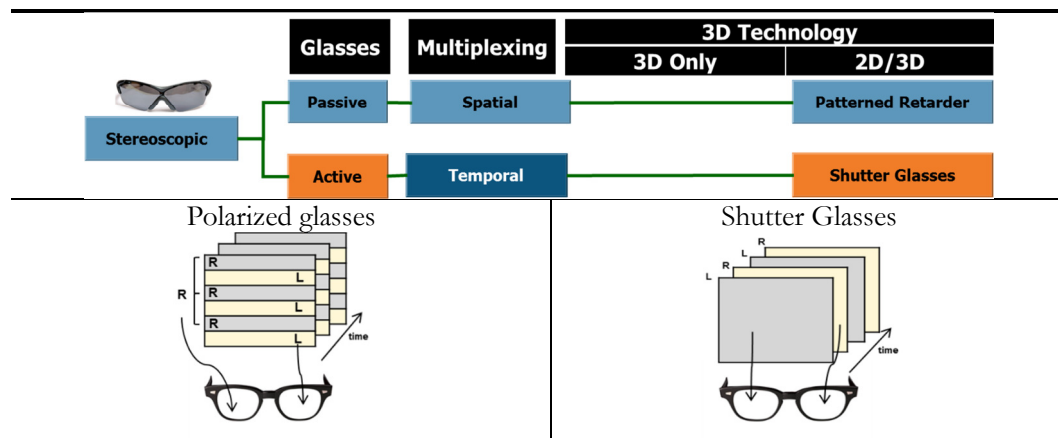 Glasses
Multiplexing
3D Technology
3D Only
2D/3D
Stereoscopic
Passive
Spatial
Patterned Retarder
Active
Temporal
Shutter Glasses
Polarized glasses
R
L
R
L
R
L
R
time
Shutter Glasses
R
L
R
L
time